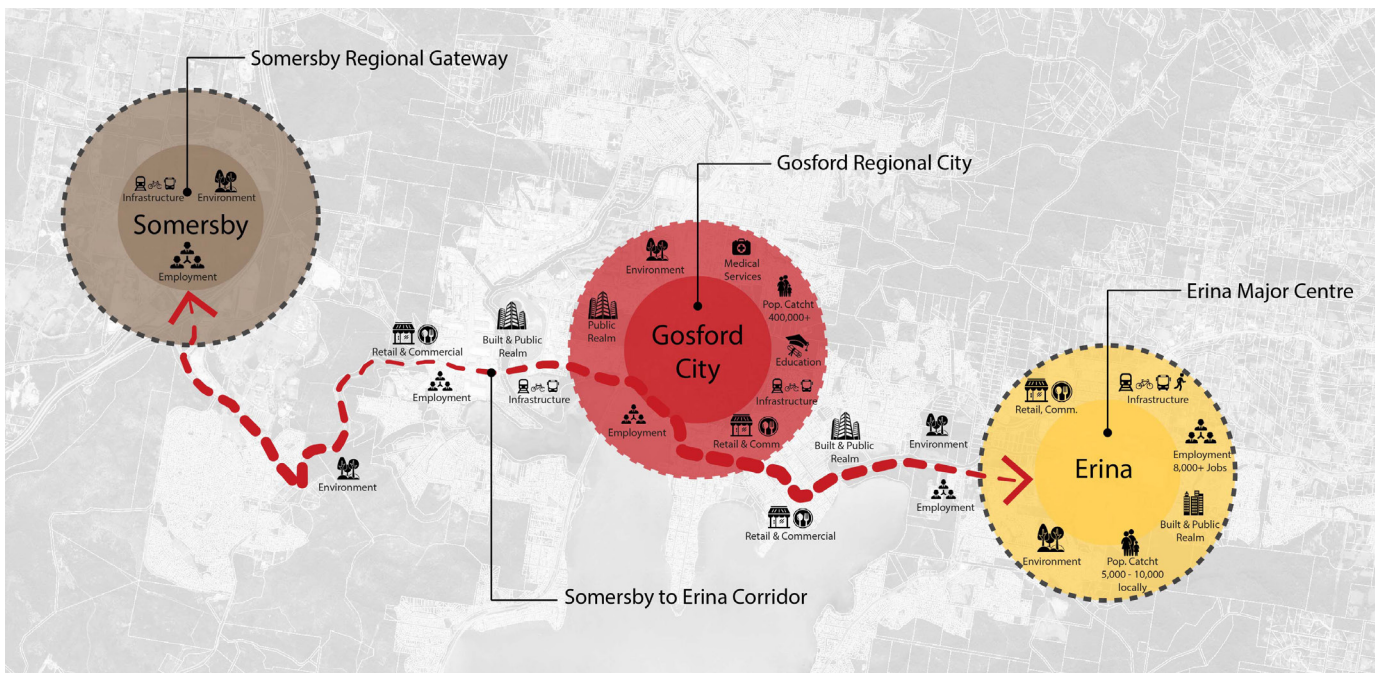 Somersby Regional Gateway
Infrastructure
Environment
Somersby
Employment
Gosford Regional City
Environment
Medical
Services
Public
Realm
Pop. Catcht
400,000+
Gosford
City
Education
Infrastructure
Employment
Retail & Comm.
Retail & Commercial
Built & Public
Realm
Employment
Infrastructure
Environment
Somersby to Erina Corridor
Built & Public
Realm
Environment
Retail & Commercial
Employment
Erina Major Centre
Retail, Comm.
Infrastructure
Employment
8,000+ Jobs
Erina
Built & Public
Realm
Environment
Pop. Catcht
5,000 - 10,000
locally